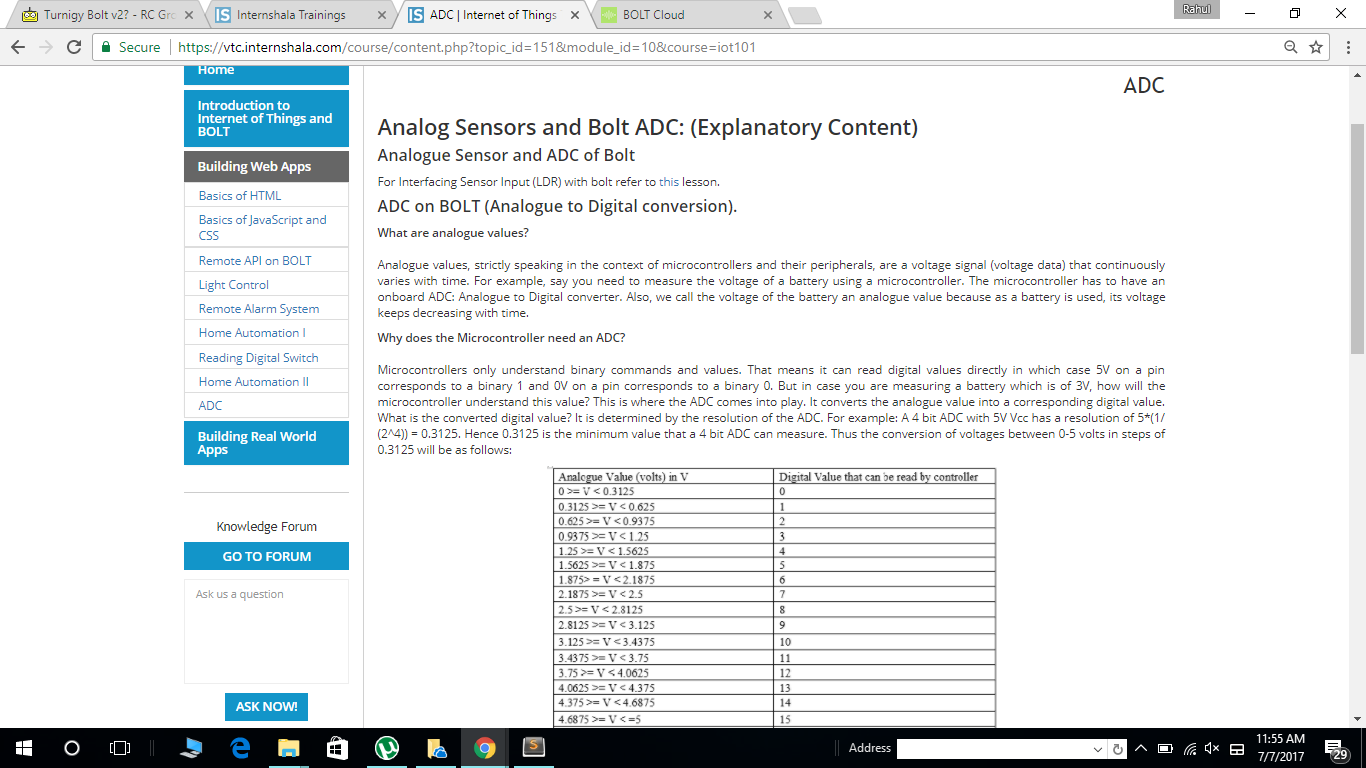 Turnigy Bolt v2? - RC Gr
Internshala Trainings
ADC | Internet of Things
BOLT Cloud
Rahul
Secure
https://vtc.internshala.com/course/content.php?topic_id=151&module_id=10&course=iot101
Home
Introduction to
Internet of Things and
BOLT
Building Web Apps
Basics of HTML
Basics of JavaScript and
CSS
Remote API on BOLT
Light Control
Remote Alarm System
Home Automation I
Reading Digital Switch
Home Automation II
ADC
Building Real World
Apps
Knowledge Forum
GO TO FORUM
Ask us a question
ASK NOW!
ADC
Analog Sensors and Bolt ADC: (Explanatory Content)
Analogue Sensor and ADC of Bolt
For Interfacing Sensor Input (LDR) with bolt refer to this lesson.
ADC on BOLT (Analogue to Digital conversion).
What are analogue values?
Analogue values, strictly speaking in the context of microcontrollers and their peripherals, are a voltage signal (voltage data) that continuously
varies with time. For example, say you need to measure the voltage of a battery using a microcontroller. The microcontroller has to have an
onboard ADC: Analogue to Digital converter. Also, we call the voltage of the battery an analogue value because as a battery is used, its voltage
keeps decreasing with time.
Why does the Microcontroller need an ADC?
Microcontrollers only understand binary commands and values. That means it can read digital values directly in which case 5V on a pin
corresponds to a binary 1 and 0V on a pin corresponds to a binary 0. But in case you are measuring a battery which is of 3V, how will the
microcontroller understand this value? This is where the ADC comes into play. It converts the analogue value into a corresponding digital value.
What is the converted digital value? It is determined by the resolution of the ADC. For example: A 4 bit ADC with 5V Vcc has a resolution of 5*(1/
(2^4)) = 0.3125. Hence 0.3125 is the minimum value that a 4 bit ADC can measure. Thus the conversion of voltages between 0-5 volts in steps of
0.3125 will be as follows:
Analogue Value (volts) in V Digital Value that can be read by controller
0 >= V < 0.3125 0
0.3125 >= V < 0.625 1
0.625 >= V < 0.9375 2
0.9375 >= V < 1.25 3
1.25 >= V < 1.5625 4
1.5625 >= V < 1.875 5
1.875> = V < 2.1875 6
2.1875 >= V < 2.5 7
2.5 >= V < 2.8125 8
2.8125 >= V < 3.125 9
3.125 >= V < 3.4375 10
3.4375 >= V < 3.75 11
3.75 >= V < 4.0625 12
4.0625 >= V < 4.375 13
4.375 >= V < 4.6875 14
4.6875 >= V < =5 15
Address
11:55 AM
7/7/2017
29